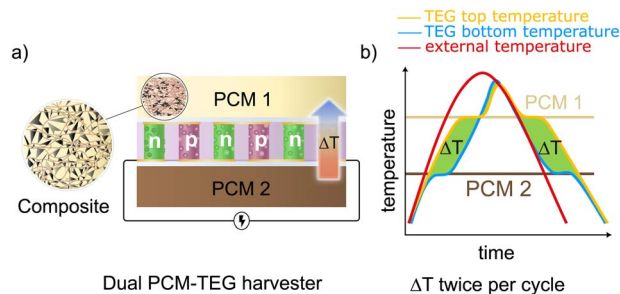 TEG top temperature
TEG bottom temperature
external temperature
a)
b)
PCM 1
n p n p n
ΔT
PCM 2
Composite
Dual PCM-TEG harvester
temperature
PCM 1
ΔT
ΔT
PCM 2
time
ΔT twice per cycle